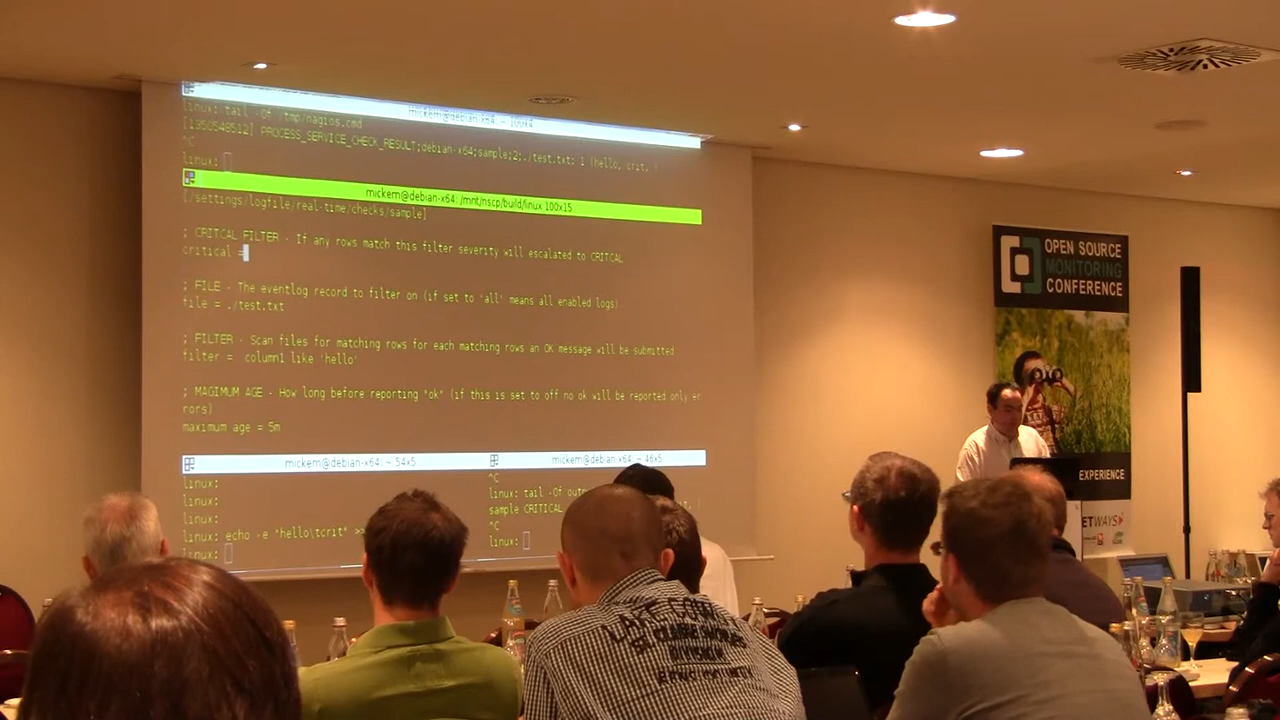 mickem@debian-x64: ~ 100x4
linux: tail -0f /tmp/nagios.cmd
[1350548512] PROCESS_SERVICE_CHECK_RESULT;debian-x64;sample;2;./test.txt: 1 (hello, crit, )
^C
linux:
mickem@debian-x64: /mnt/nscp/build/linux 100x15
[/settings/logfile/real-time/checks/sample]
; CRITCAL FILTER - If any rows match this filter severity will escalated to CRITCAL
critical =
; FILE - The eventlog record to filter on (if set to 'all' means all enabled logs)
file = ./test.txt
; FILTER - Scan files for matching rows for each matching rows an OK message will be submitted
filter = column1 like 'hello'
; MAGIMUM AGE - How long before reporting "ok" (if this is set to off no ok will be reported only er
rors)
maximum age = 5m
mickem@debian-x64: ~ 54x5
linux:
linux:
linux:
linux: echo -e "hello\tcrit" >>
linux:
mickem@debian-x64: ~ 46x5
^C
linux: tail -0f
sample CRITICAL
^C
linux:
OPEN SOURCE
MONITORING
CONFERENCE
EXPERIENCE
ETWAYS